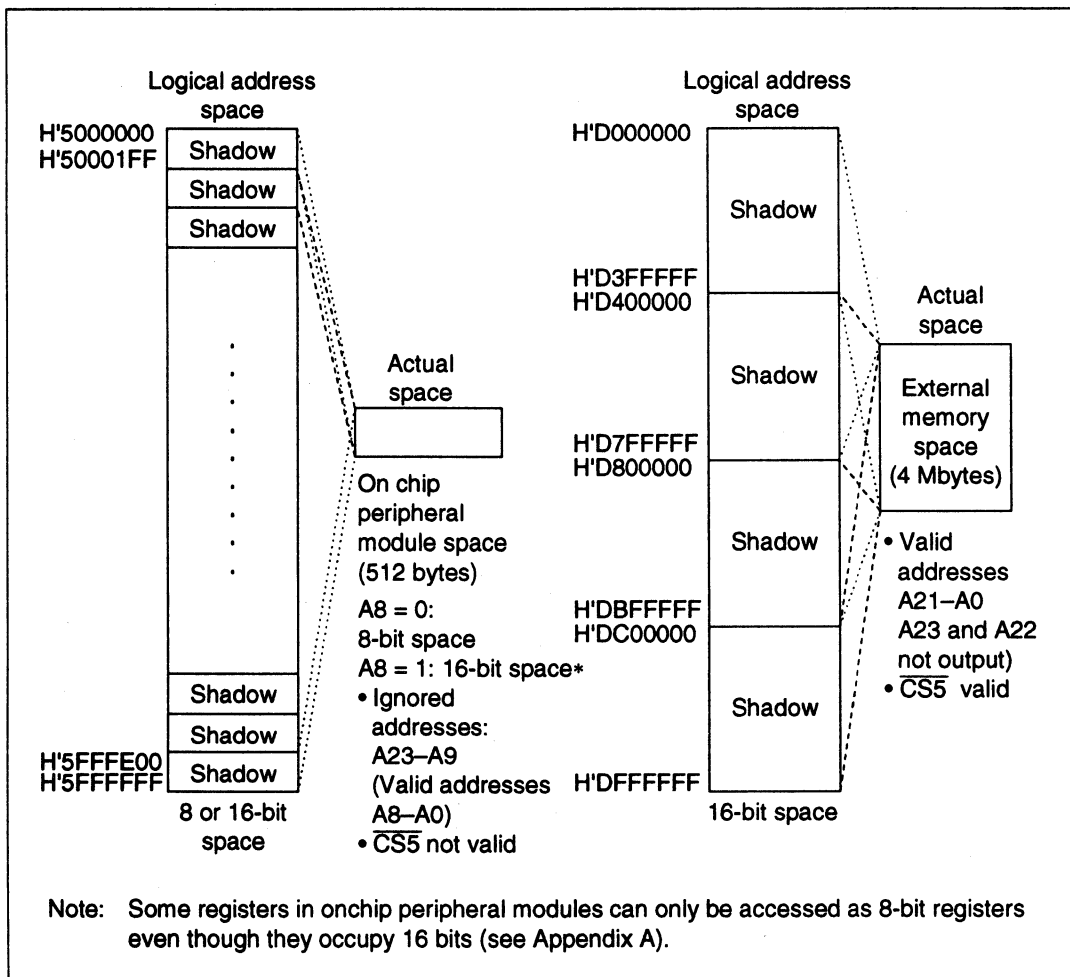 Logical address
space
H'5000000
H'50001FF
Shadow
Shadow
Shadow
Actual
space
On chip
peripheral
module space
(512 bytes)
A8 = 0:
8-bit space
A8 = 1: 16-bit space*
• Ignored
addresses:
A23–A9
(Valid addresses
A8–A0)
• CS5 not valid
Shadow
Shadow
H'5FFFE00
H'5FFFFFF
Shadow
8 or 16-bit
space
Logical address
space
H'D000000
Shadow
H'D3FFFFF
H'D400000
Shadow
H'D7FFFFF
H'D800000
Shadow
H'DBFFFFF
H'DC00000
Shadow
H'DFFFFFF
16-bit space
Actual
space
External
memory
space
(4 Mbytes)
• Valid
addresses
A21–A0
A23 and A22
not output)
• CS5 valid
Note: Some registers in onchip peripheral modules can only be accessed as 8-bit registers
even though they occupy 16 bits (see Appendix A).